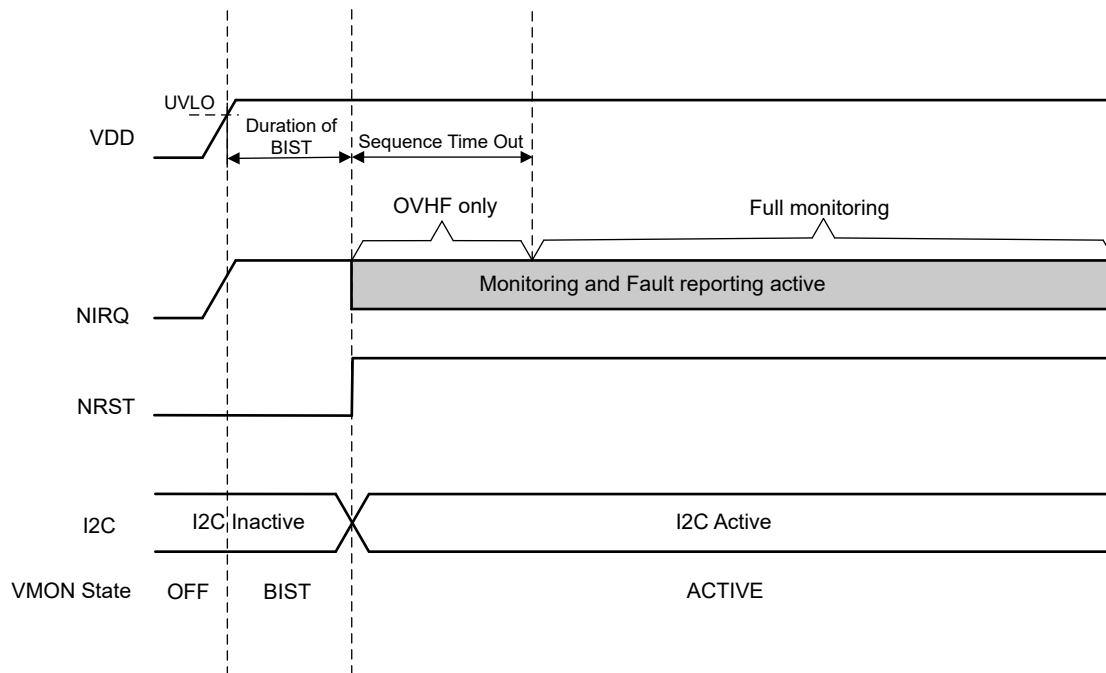 UVLO
VDD
Duration of
BIST
Sequence Time Out
OVHF only
Full monitoring
Monitoring and Fault reporting active
NIRQ
NRST
I2C
I2C Inactive
I2C Active
VMON State
OFF
BIST
ACTIVE